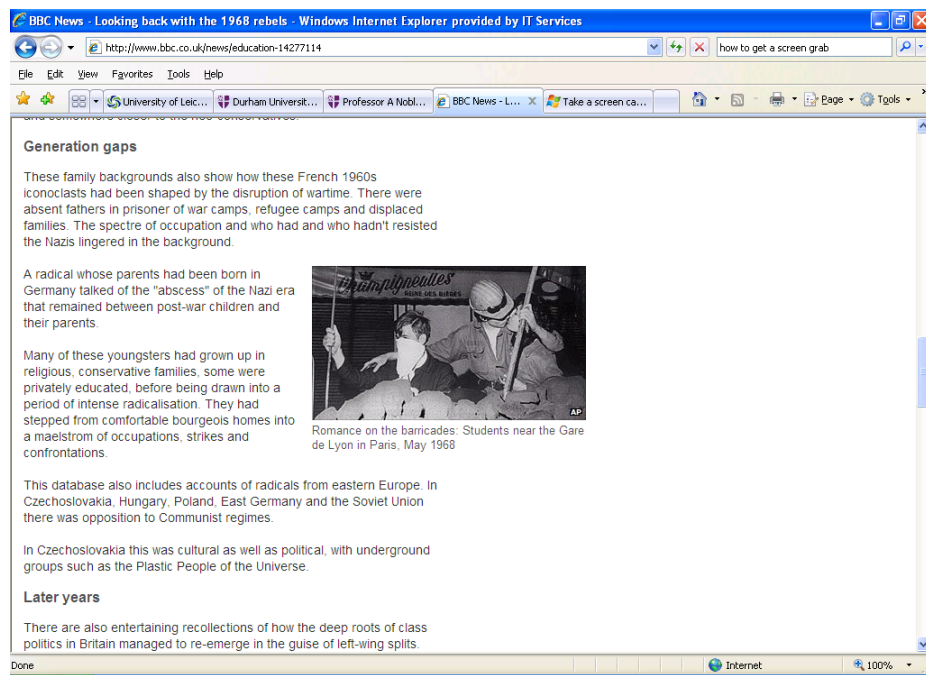 BBC News - Looking back with the 1968 rebels - Windows Internet Explorer provided by IT Services
http://www.bbc.co.uk/news/education-14277114
how to get a screen grab
File Edit View Favorites Tools Help
University of Leic...
Durham Universit...
Professor A Nobl...
BBC News - L...
Take a screen ca...
Page
Tools
and somewhere closer to the neo-conservatives.
Generation gaps
These family backgrounds also show how these French 1960s
iconoclasts had been shaped by the disruption of wartime. There were
absent fathers in prisoner of war camps, refugee camps and displaced
families. The spectre of occupation and who had and who hadn't resisted
the Nazis lingered in the background.
A radical whose parents had been born in
Germany talked of the "abscess" of the Nazi era
that remained between post-war children and
their parents.
Many of these youngsters had grown up in
religious, conservative families, some were
privately educated, before being drawn into a
period of intense radicalisation. They had
stepped from comfortable bourgeois homes into
a maelstrom of occupations, strikes and
confrontations.
Champigneulles
REINE DES BIERES
AP
Romance on the barricades: Students near the Gare
de Lyon in Paris, May 1968
This database also includes accounts of radicals from eastern Europe. In
Czechoslovakia, Hungary, Poland, East Germany and the Soviet Union
there was opposition to Communist regimes.
In Czechoslovakia this was cultural as well as political, with underground
groups such as the Plastic People of the Universe.
Later years
There are also entertaining recollections of how the deep roots of class
politics in Britain managed to re-emerge in the guise of left-wing splits.
Done
Internet
100%